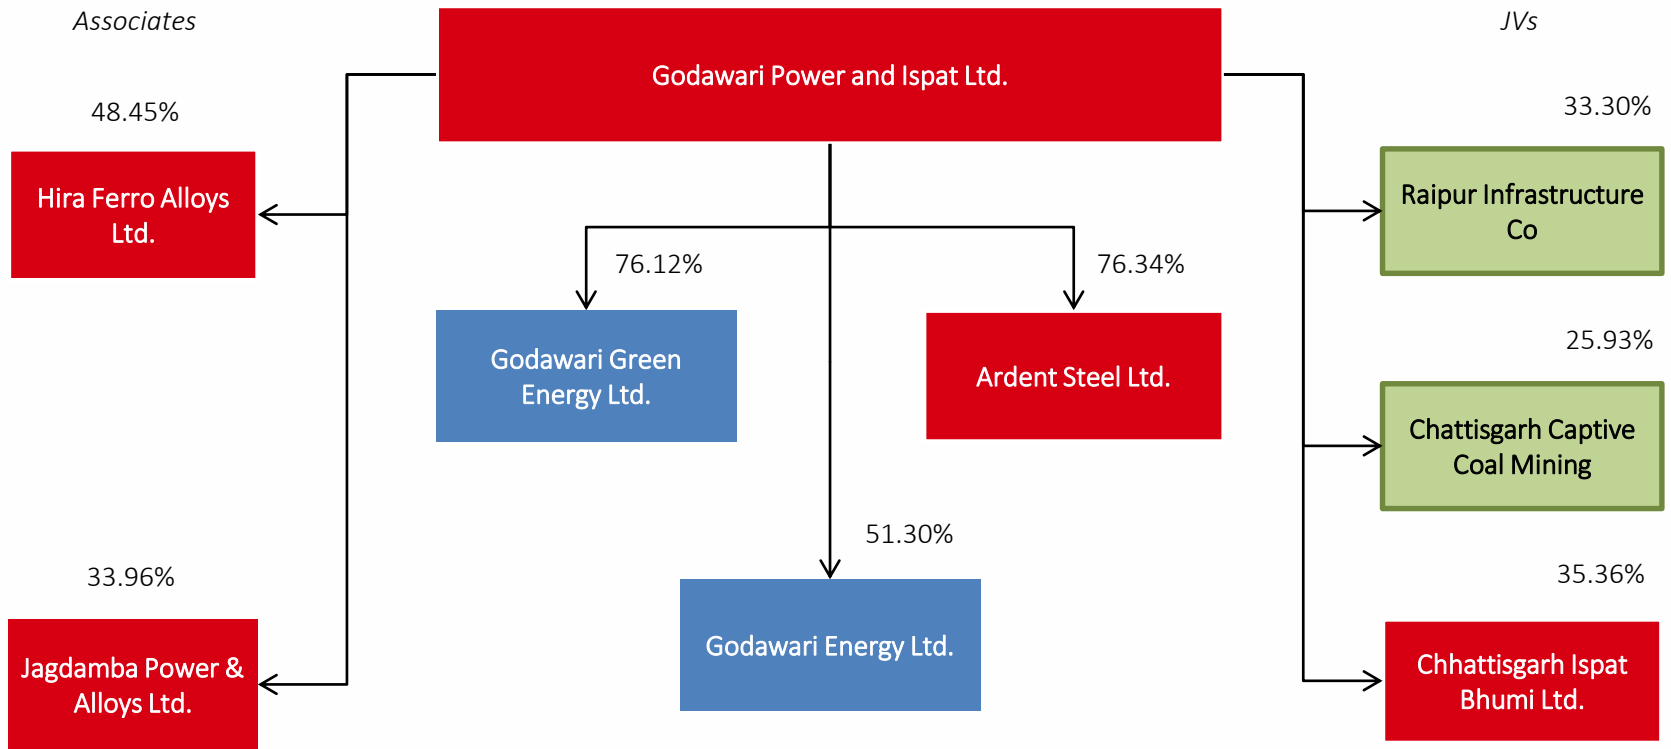 Associates
JVs
Godawari Power and Ispat Ltd.
48.45%
33.30%
Hira Ferro Alloys
Ltd.
Raipur Infrastructure
Co
76.12%
76.34%
Godawari Green
Energy Ltd.
Ardent Steel Ltd.
25.93%
Chattisgarh Captive
Coal Mining
51.30%
33.96%
35.36%
Godawari Energy Ltd.
Jagdamba Power &
Alloys Ltd.
Chhattisgarh Ispat
Bhumi Ltd.